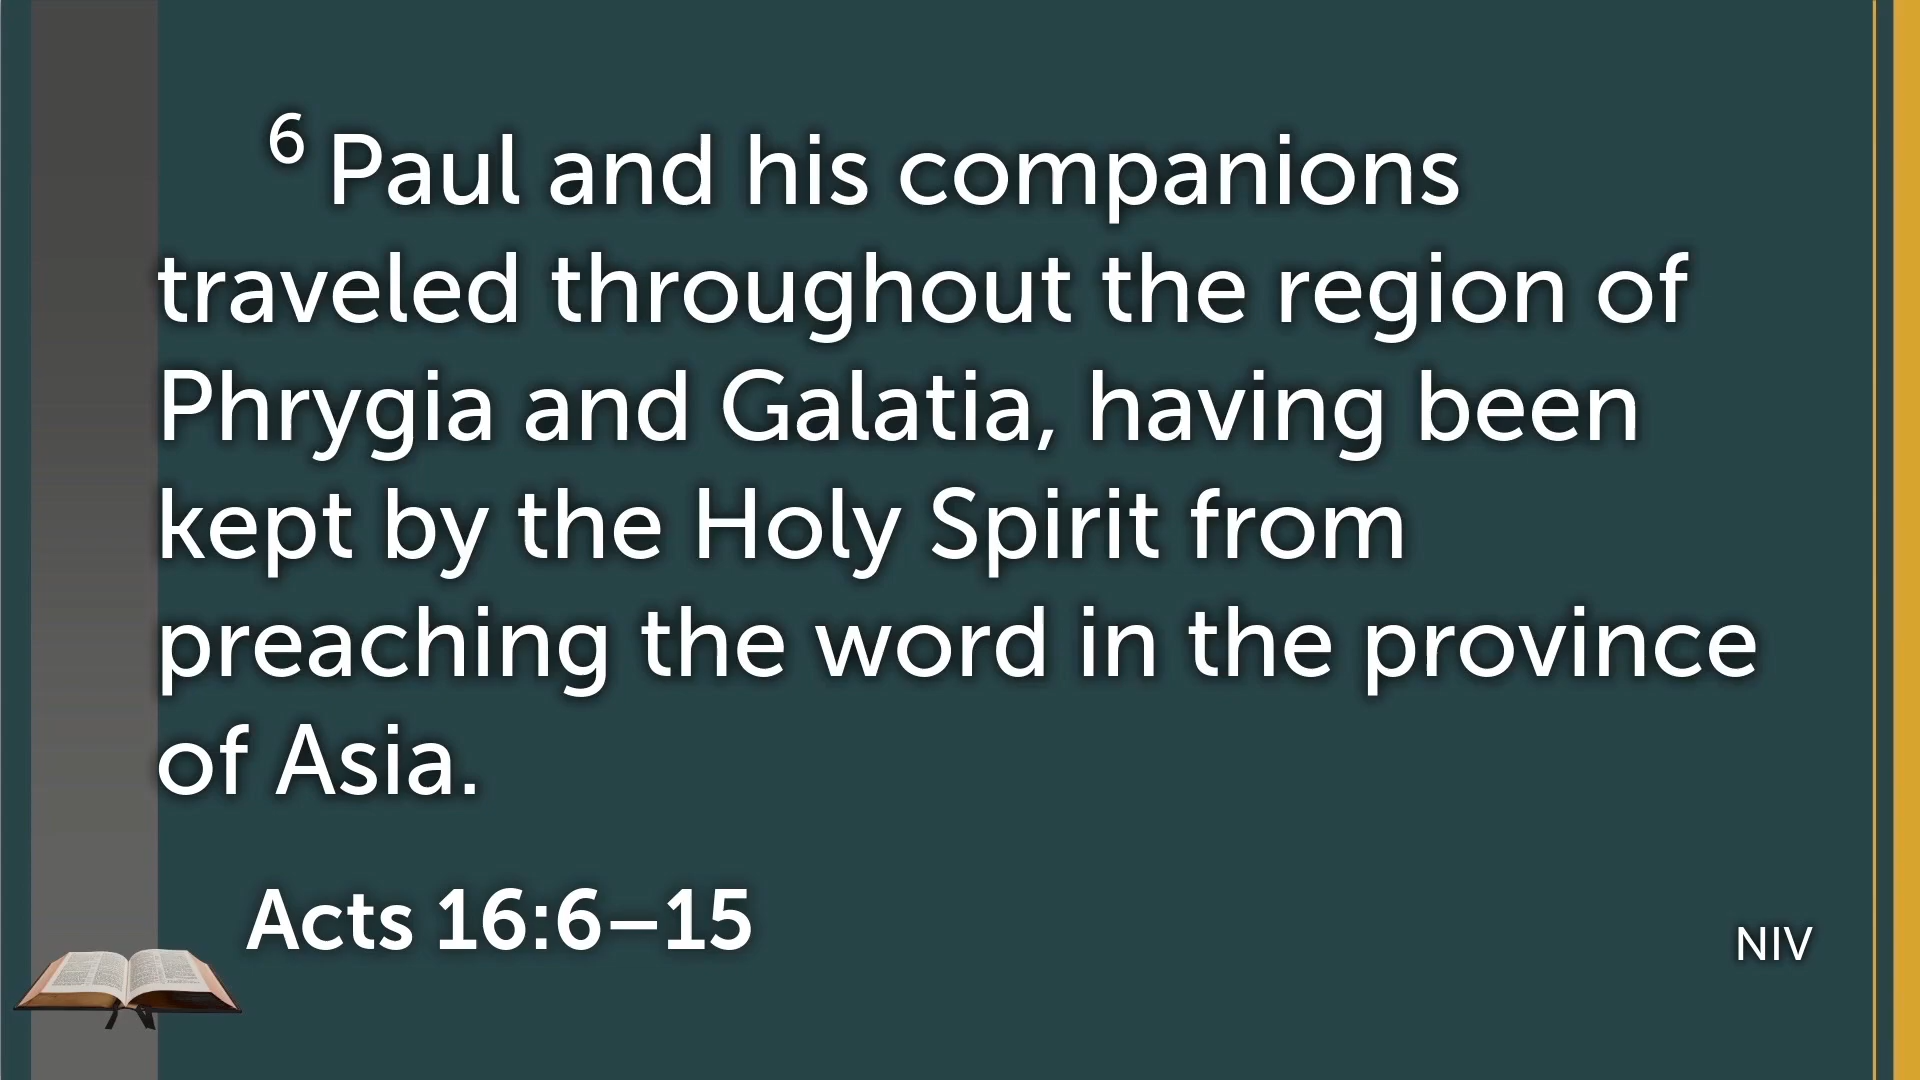 6 Paul and his companions
traveled throughout the region of
Phrygia and Galatia, having been
kept by the Holy Spirit from
preaching the word in the province
of Asia.
Acts 16:6–15
NIV